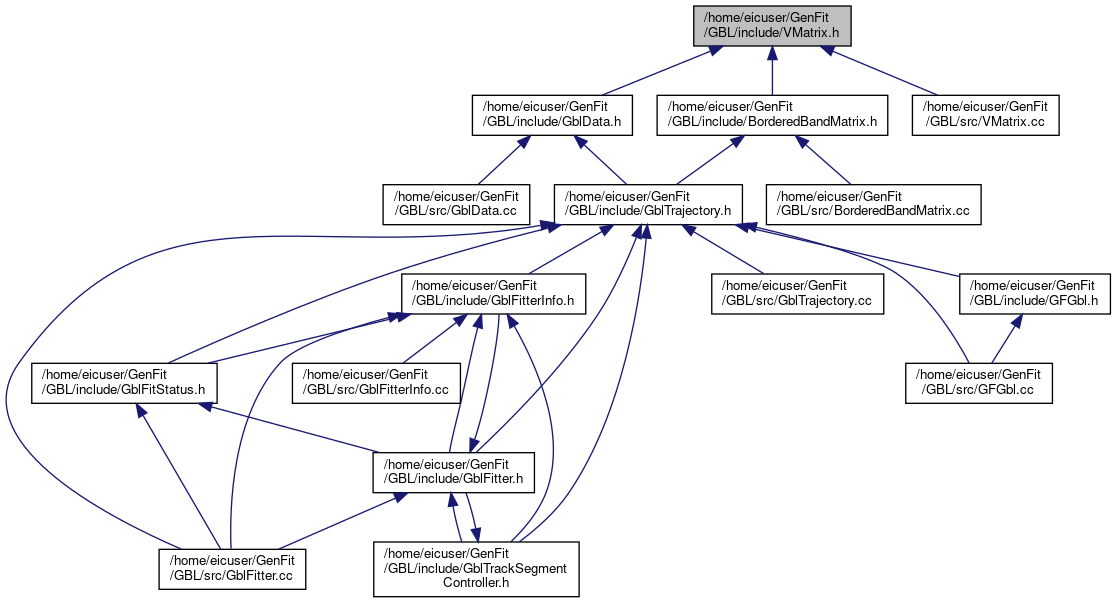 /home/eicuser/GenFit
/GBL/include/VMatrix.h
/home/eicuser/GenFit
/GBL/include/GblData.h
/home/eicuser/GenFit
/GBL/include/BorderedBandMatrix.h
/home/eicuser/GenFit
/GBL/src/VMatrix.cc
/home/eicuser/GenFit
/GBL/src/GblData.cc
/home/eicuser/GenFit
/GBL/include/GblTrajectory.h
/home/eicuser/GenFit
/GBL/src/BorderedBandMatrix.cc
/home/eicuser/GenFit
/GBL/include/GblFitterInfo.h
/home/eicuser/GenFit
/GBL/src/GblTrajectory.cc
/home/eicuser/GenFit
/GBL/include/GFGbl.h
/home/eicuser/GenFit
/GBL/include/GblFitStatus.h
/home/eicuser/GenFit
/GBL/src/GblFitterInfo.cc
/home/eicuser/GenFit
/GBL/src/GFGbl.cc
/home/eicuser/GenFit
/GBL/include/GblFitter.h
/home/eicuser/GenFit
/GBL/src/GblFitter.cc
/home/eicuser/GenFit
/GBL/include/GblTrackSegment
Controller.h